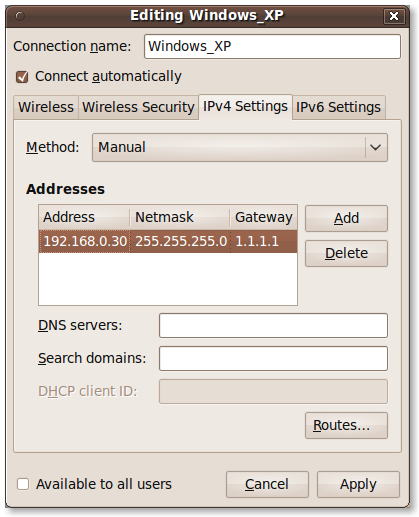 Editing Windows_XP
Connection name: Windows_XP
Connect automatically
Wireless Wireless Security IPv4 Settings IPv6 Settings
Method: Manual
Addresses
Address Netmask Gateway Add
192.168.0.30 255.255.255.0 1.1.1.1
Delete
DNS servers:
Search domains:
DHCP client ID:
Routes...
Available to all users Cancel Apply